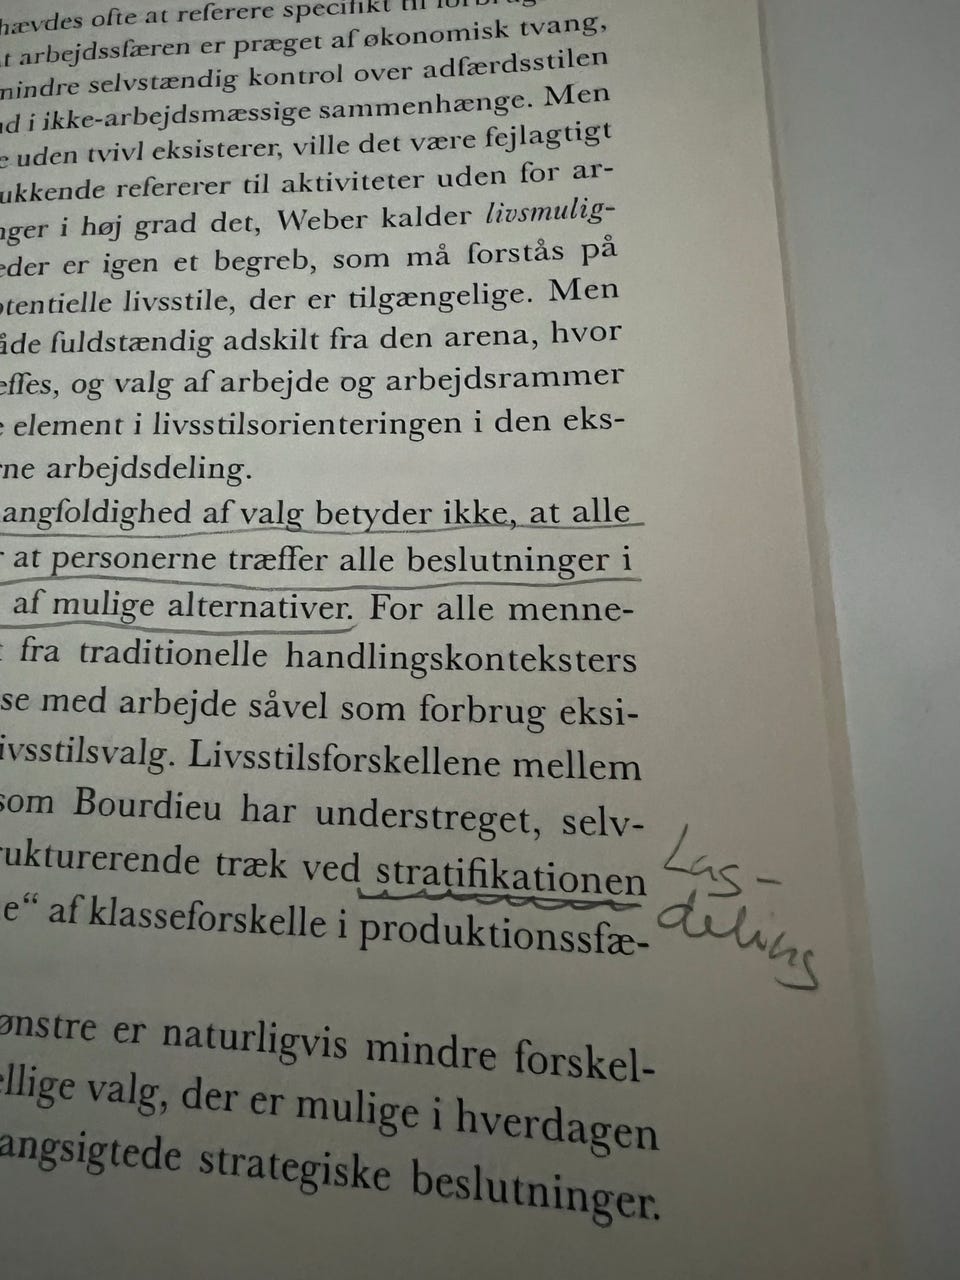 hævdes ofte at referere specifikt til
at arbejdssfæren er præget af økonomisk tvang,
mindre selvstændig kontrol over adfærdsstilen
nd i ikke-arbejdsmæssige sammenhænge. Men
e uden tvivl eksisterer, ville det være fejlagtigt
ukkende refererer til aktiviteter uden for ar-
nger i høj grad det, Weber kalder livsmulig-
eder er igen et begreb, som må forstås på
otentielle livsstile, der er tilgængelige. Men
åde fuldstændig adskilt fra den arena, hvor
effes, og valg af arbejde og arbejdsrammer
e element i livsstilsorienteringen i den eks-
rne arbejdsdeling.
angfoldighed af valg betyder ikke, at alle
r at personerne træffer alle beslutninger i
af mulige alternativer. For alle menne-
t fra traditionelle handlingskonteksters
se med arbejde såvel som forbrug eksi-
ivsstilsvalg. Livsstilsforskellene mellem
som Bourdieu har understreget, selv-
rukturerende træk ved stratifikationen
e“ af klasseforskelle i produktionssfæ-
Lag-
deling
ønstre er naturligvis mindre forskel-
ellige valg, der er mulige i hverdagen
angsigtede strategiske beslutninger.